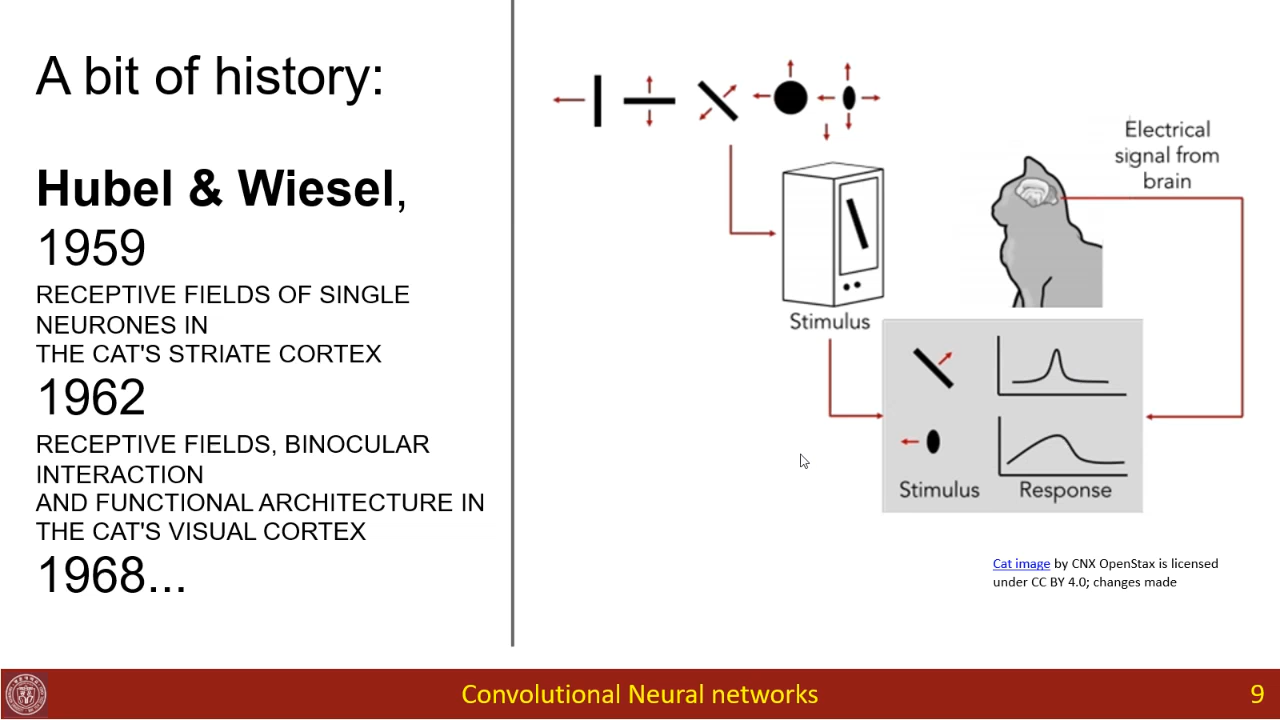 A bit of history:
Hubel & Wiesel,
1959
RECEPTIVE FIELDS OF SINGLE
NEURONES IN
THE CAT'S STRIATE CORTEX
1962
RECEPTIVE FIELDS, BINOCULAR
INTERACTION
AND FUNCTIONAL ARCHITECTURE IN
THE CAT'S VISUAL CORTEX
1968...
Electrical
signal from
brain
Stimulus
Stimulus
Response
Cat image by CNX OpenStax is licensed
under CC BY 4.0; changes made
Convolutional Neural networks
9